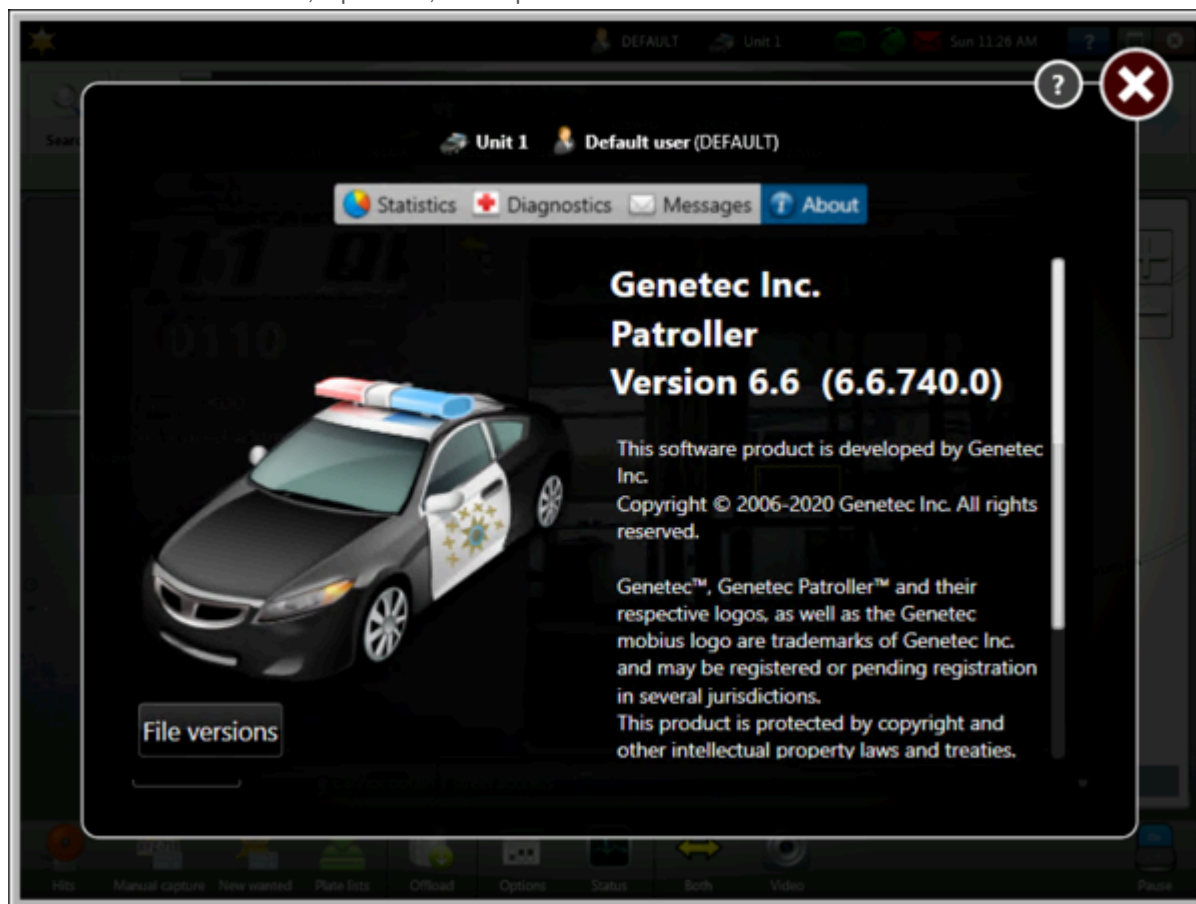 DEFAULT Unit 1 Sun 11:26 AM ?
?
Unit 1 Default user (DEFAULT)
Statistics Diagnostics Messages About
Genetec Inc.
Patroller
Version 6.6 (6.6.740.0)
This software product is developed by Genetec
Inc.
Copyright © 2006-2020 Genetec Inc. All rights
reserved.
Genetec™, Genetec Patroller™ and their
respective logos, as well as the Genetec
mobius logo are trademarks of Genetec Inc.
and may be registered or pending registration
in several jurisdictions.
This product is protected by copyright and
other intellectual property laws and treaties.
File versions
Hits Manual capture New wanted Plate lists Offload Options Status Both Video Pause